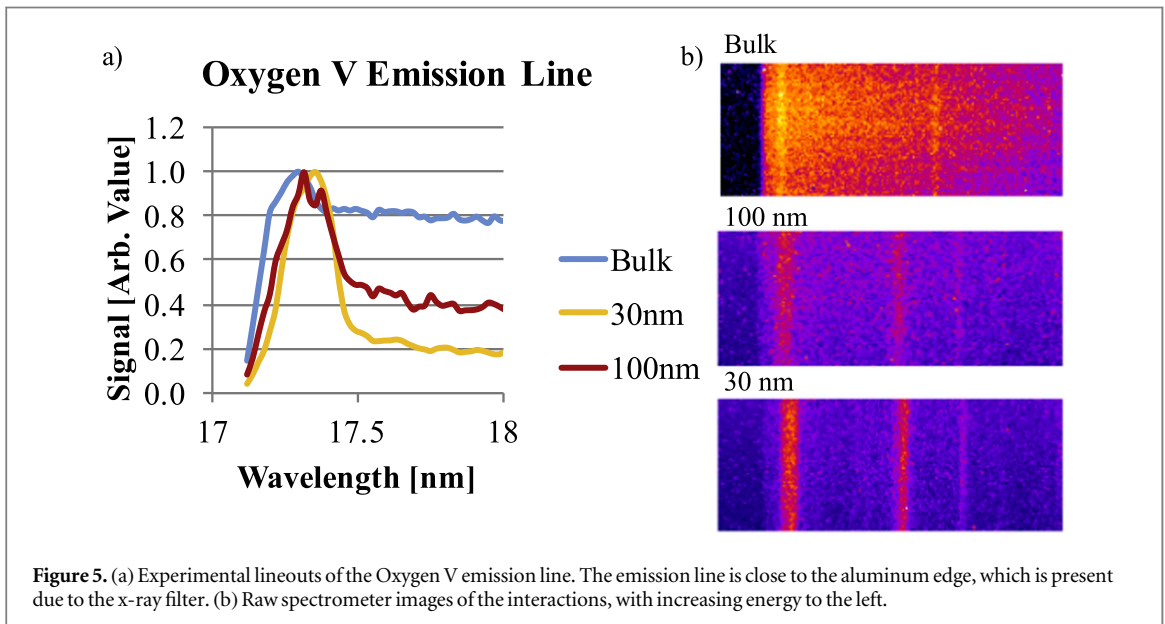 a)
Oxygen V Emission Line
Signal [Arb. Value]
1.2
1.0
0.8
0.6
0.4
0.2
0.0
17
17.5
18
Wavelength [nm]
Bulk
30nm
100nm
b)
Bulk
100 nm
30 nm
Figure 5. (a) Experimental lineouts of the Oxygen V emission line. The emission line is close to the aluminum edge, which is present
due to the x-ray filter. (b) Raw spectrometer images of the interactions, with increasing energy to the left.